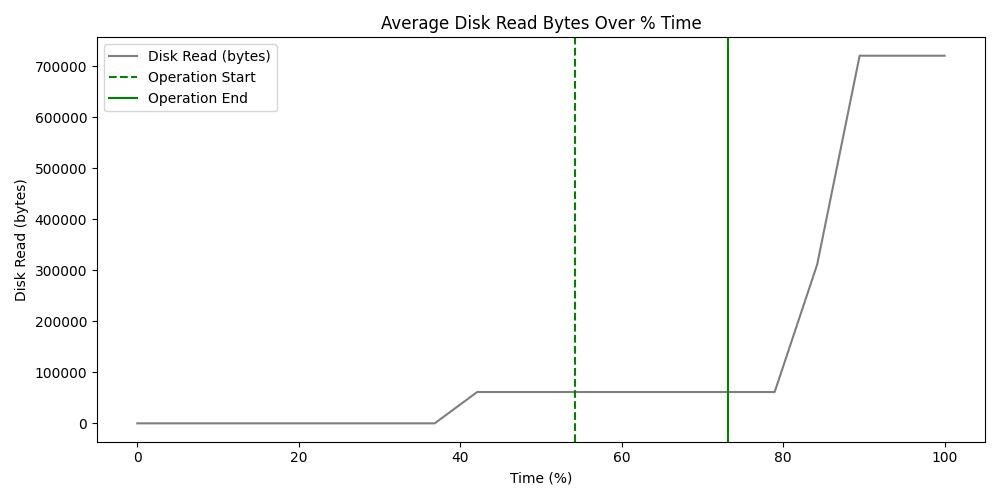 Average Disk Read Bytes Over % Time
Disk Read (bytes)
Operation Start
Operation End
700000
600000
500000
400000
300000
200000
100000
0
Disk Read (bytes)
0 20 40 60 80 100
Time (%)